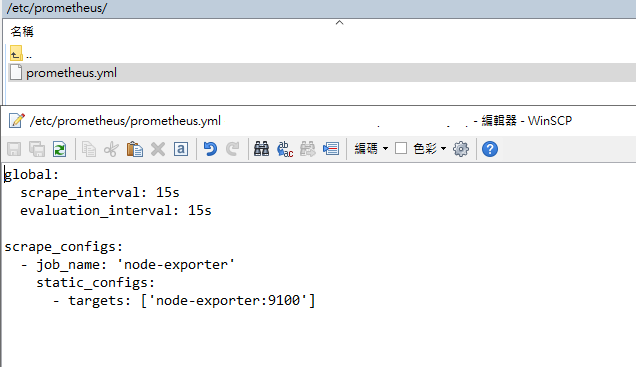 /etc/prometheus/
名稱
..
prometheus.yml
/etc/prometheus/prometheus.yml - 編輯器 - WinSCP
編碼 色彩
global:
  scrape_interval: 15s
  evaluation_interval: 15s

scrape_configs:
  - job_name: 'node-exporter'
    static_configs:
      - targets: ['node-exporter:9100']